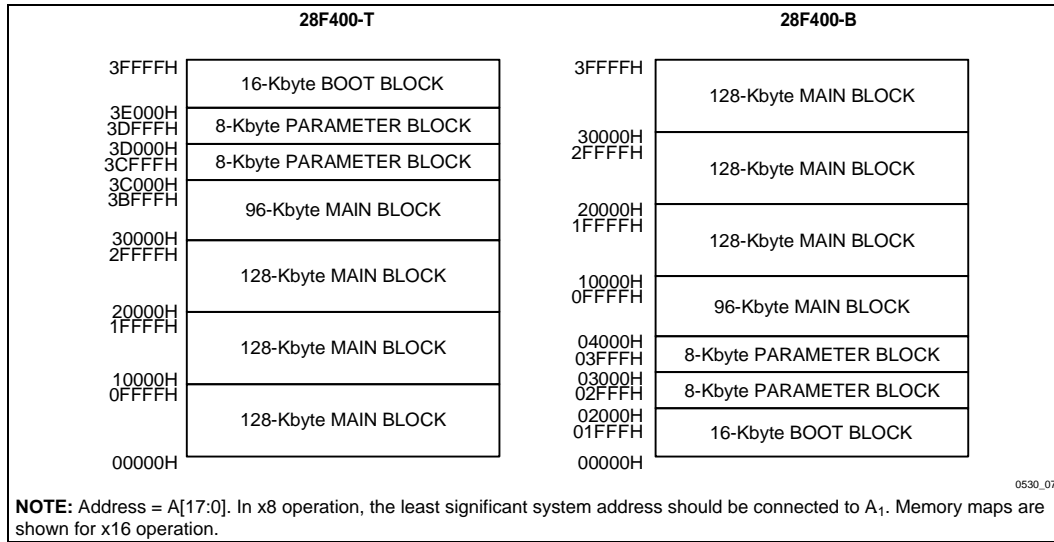 28F400-T
3FFFFH
16-Kbyte BOOT BLOCK
3E000H
3DFFFH
8-Kbyte PARAMETER BLOCK
3D000H
3CFFFH
8-Kbyte PARAMETER BLOCK
3C000H
3BFFFH
96-Kbyte MAIN BLOCK
30000H
2FFFFH
128-Kbyte MAIN BLOCK
20000H
1FFFFH
128-Kbyte MAIN BLOCK
10000H
0FFFFH
128-Kbyte MAIN BLOCK
00000H
28F400-B
3FFFFH
128-Kbyte MAIN BLOCK
30000H
2FFFFH
128-Kbyte MAIN BLOCK
20000H
1FFFFH
128-Kbyte MAIN BLOCK
10000H
0FFFFH
96-Kbyte MAIN BLOCK
04000H
03FFFH
8-Kbyte PARAMETER BLOCK
03000H
02FFFH
8-Kbyte PARAMETER BLOCK
02000H
01FFFH
16-Kbyte BOOT BLOCK
00000H
0530_07
NOTE: Address = A[17:0]. In x8 operation, the least significant system address should be connected to A₁. Memory maps are
shown for x16 operation.